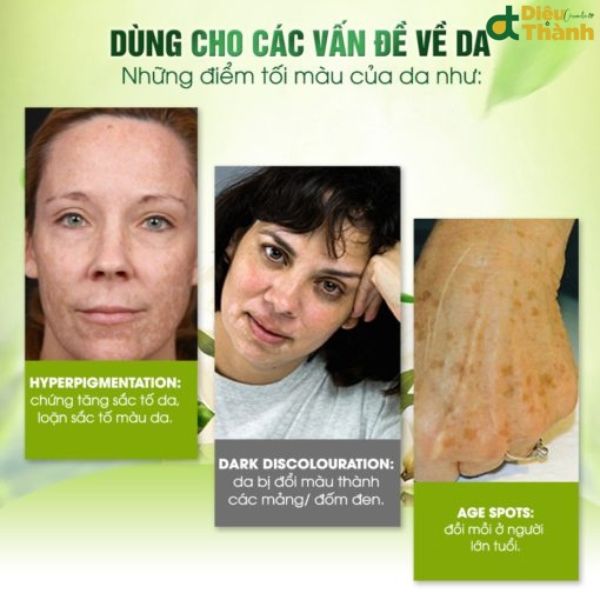 Diệu Cosmetic
Thành
DÙNG CHO CÁC VẤN ĐỀ VỀ DA
Những điểm tối màu của da như:
HYPERPIGMENTATION:
chứng tăng sắc tố da,
loạn sắc tố màu da.
DARK DISCOLOURATION:
da bị đổi màu thành
các mảng/ đốm đen.
AGE SPOTS:
đồi mồi ở người
lớn tuổi.